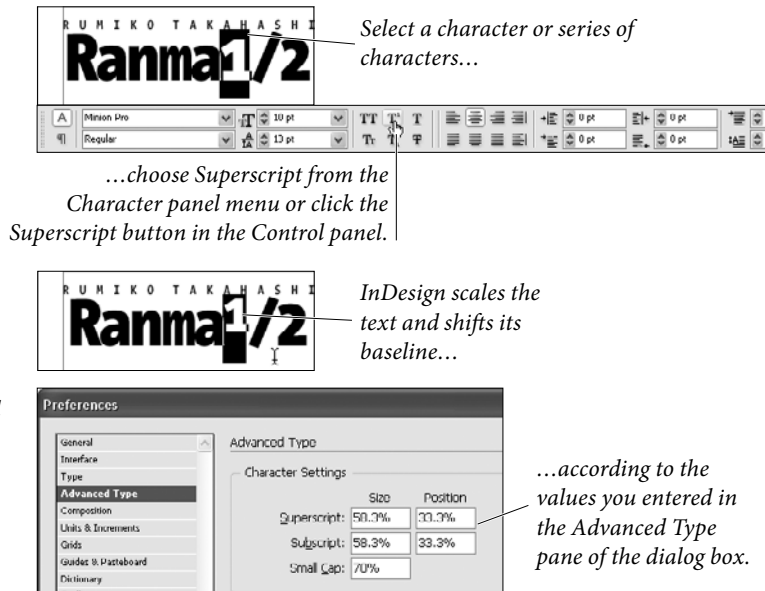 RUMIKO TAKAHASHI
Ranma1/2
Select a character or series of
characters…
Minion Pro
10 pt
0 pt
0 pt
Regular
13 pt
0 pt
0 pt
…choose Superscript from the
Character panel menu or click the
Superscript button in the Control panel.
RUMIKO TAKAHASHI
Ranma1/2
InDesign scales the
text and shifts its
baseline…
Preferences
General
Interface
Type
Advanced Type
Composition
Units & Increments
Grids
Guides & Pasteboard
Dictionary
Advanced Type
Character Settings
Size Position
Superscript: 58.3% 33.3%
Subscript: 58.3% 33.3%
Small Cap: 70%
…according to the
values you entered in
the Advanced Type
pane of the dialog box.